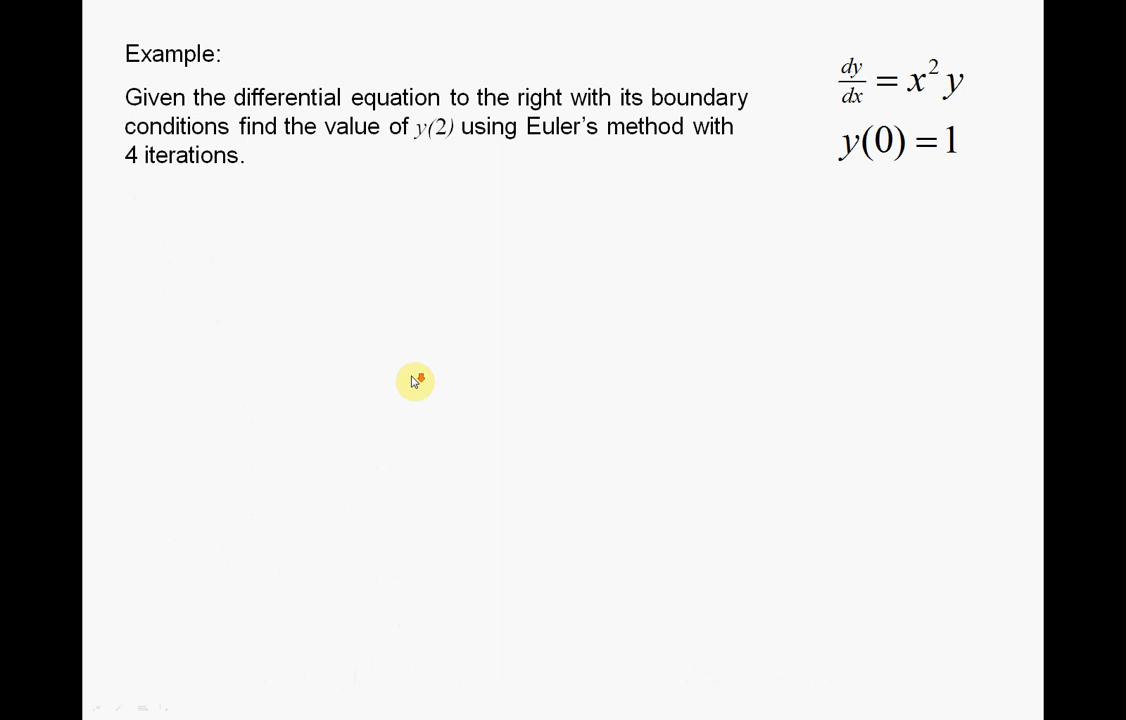 Example:
Given the differential equation to the right with its boundary
conditions find the value of y(2) using Euler's method with
4 iterations.
dy/dx = x² y
y(0) = 1